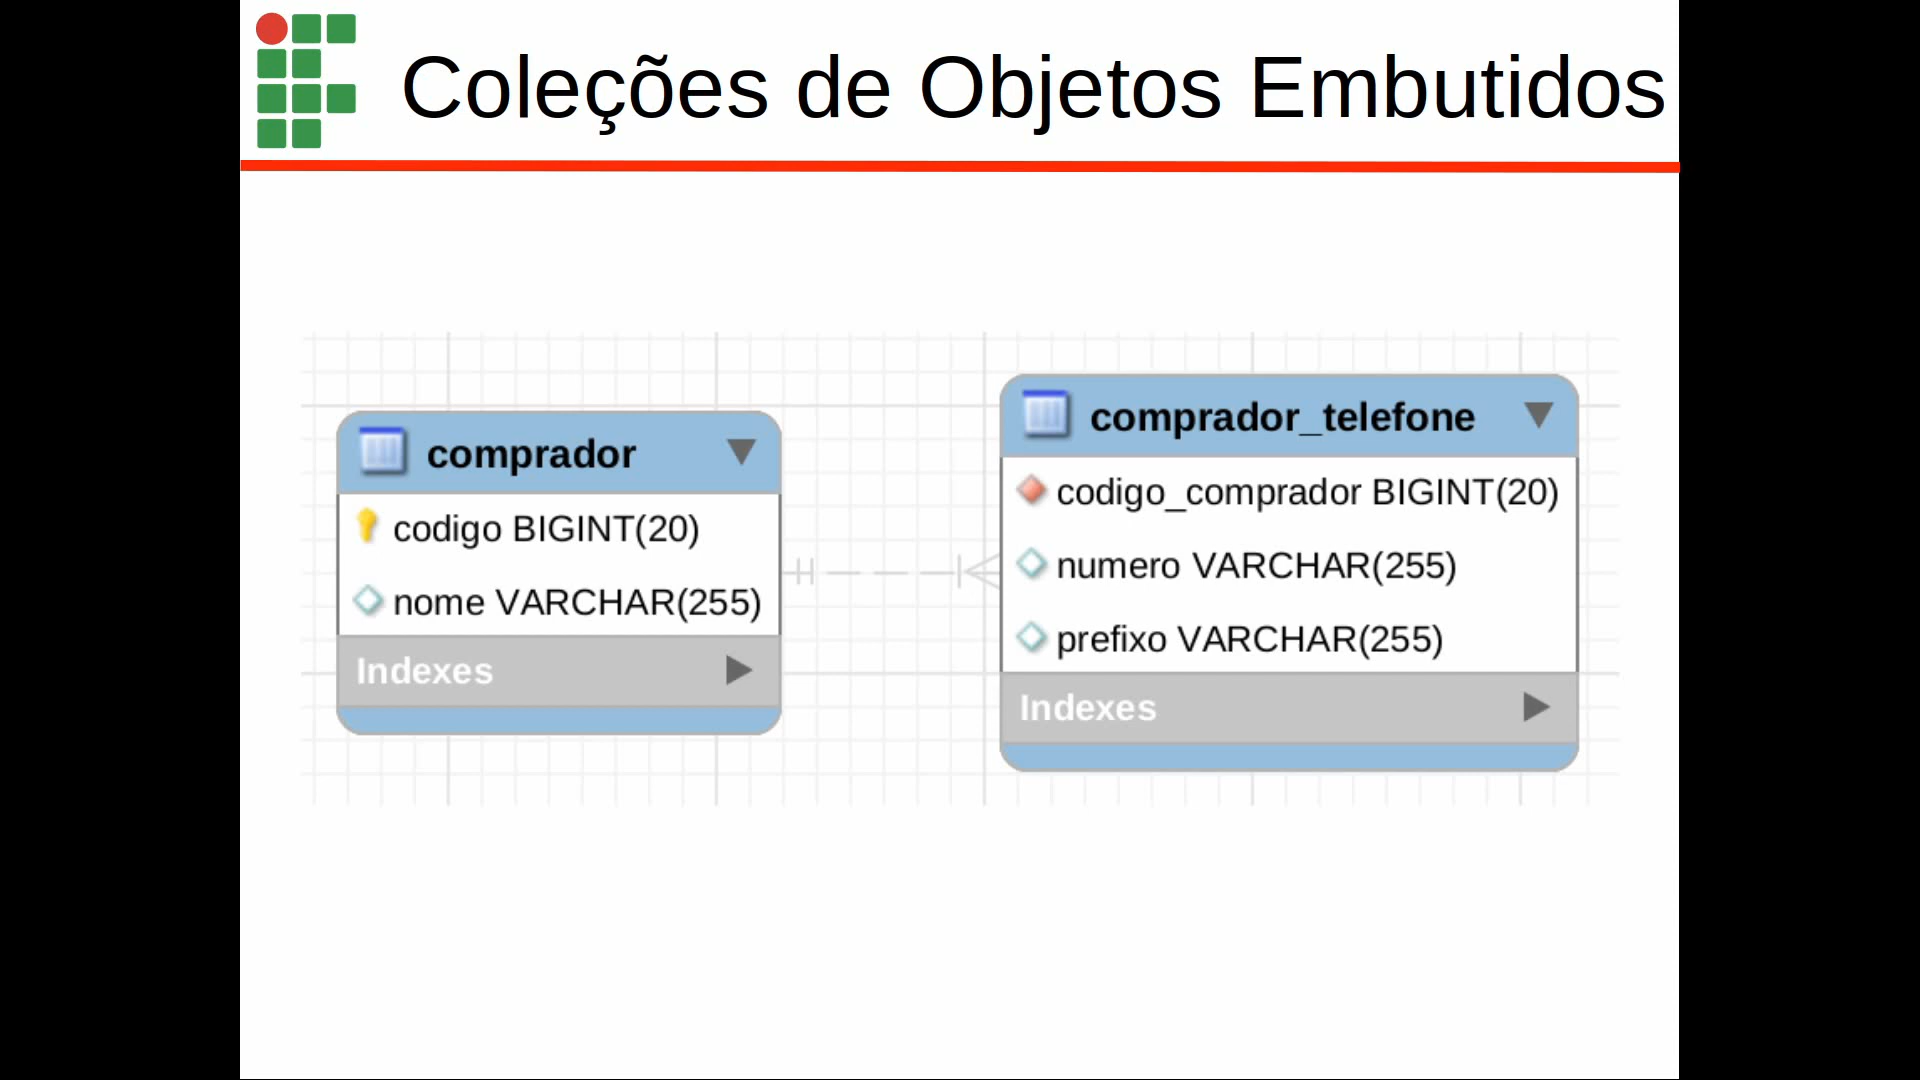 Coleções de Objetos Embutidos
comprador
codigo BIGINT(20)
nome VARCHAR(255)
Indexes
comprador_telefone
codigo_comprador BIGINT(20)
numero VARCHAR(255)
prefixo VARCHAR(255)
Indexes